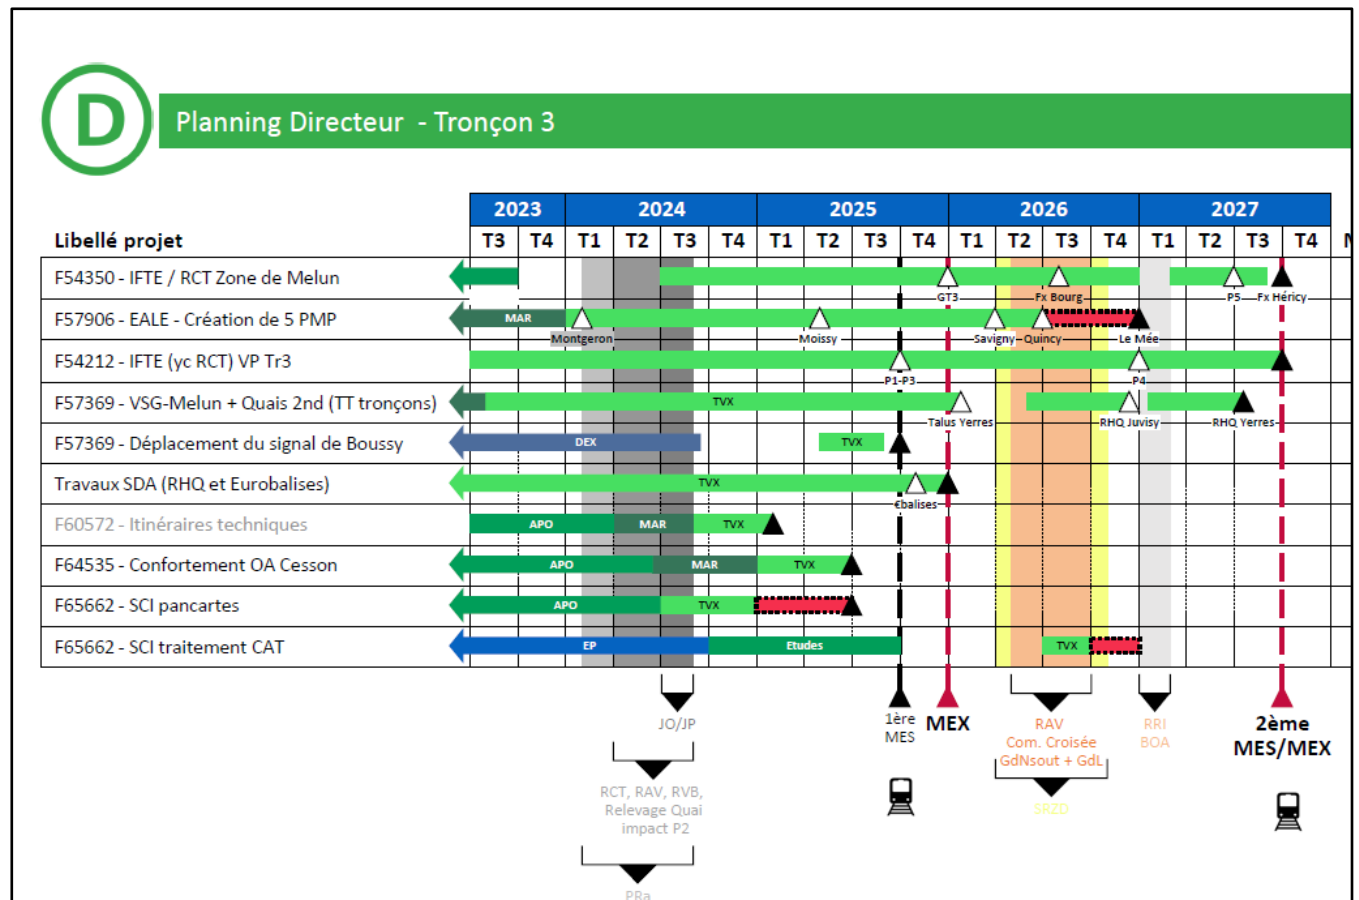 D
Planning Directeur - Tronçon 3
2023 2024 2025 2026 2027
Libellé projet T3 T4 T1 T2 T3 T4 T1 T2 T3 T4 T1 T2 T3 T4 T1 T2 T3 T4
F54350 - IFTE / RCT Zone de Melun
GT3 Fx Bourg P5 Fx Héricy
F57906 - EALE - Création de 5 PMP MAR
Montgeron Moissy Savigny Quincy Le Mée
F54212 - IFTE (yc RCT) VP Tr3
P1-P3 P4
F57369 - VSG-Melun + Quais 2nd (TT tronçons) TVX
Talus Yerres RHQ Juvisy RHQ Yerres
F57369 - Déplacement du signal de Boussy DEX TVX
Travaux SDA (RHQ et Eurobalises) TVX
€balises
F60572 - Itinéraires techniques APO MAR TVX
F64535 - Confortement OA Cesson APO MAR TVX
F65662 - SCI pancartes APO TVX
F65662 - SCI traitement CAT EP Etudes TVX
JO/JP
1ère
MES
MEX
RAV
Com. Croisée
GdNsout + GdL
RRI
BOA
2ème
MES/MEX
RCT, RAV, RVB,
Relevage Quai
impact P2
SRZD
PRa